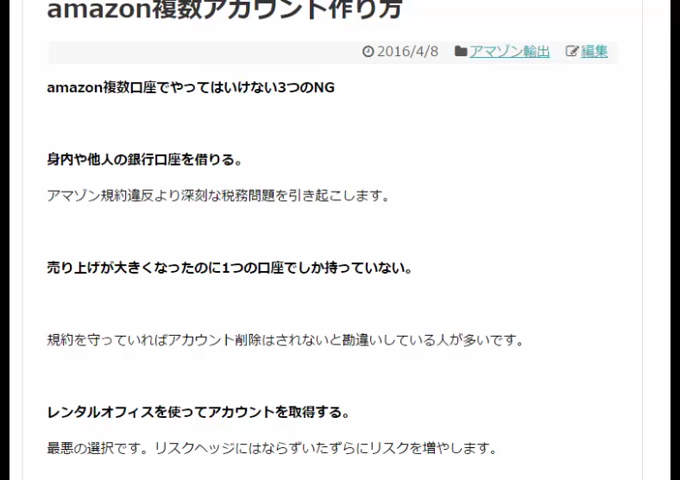 amazon複数アカウント作り方
2016/4/8 アマゾン輸出 編集
amazon複数口座でやってはいけない3つのNG
身内や他人の銀行口座を借りる。
アマゾン規約違反より深刻な税務問題を引き起こします。
売り上げが大きくなったのに1つの口座でしか持っていない。
規約を守っていればアカウント削除はされないと勘違いしている人が多いです。
レンタルオフィスを使ってアカウントを取得する。
最悪の選択です。リスクヘッジにはならずいたずらにリスクを増やします。